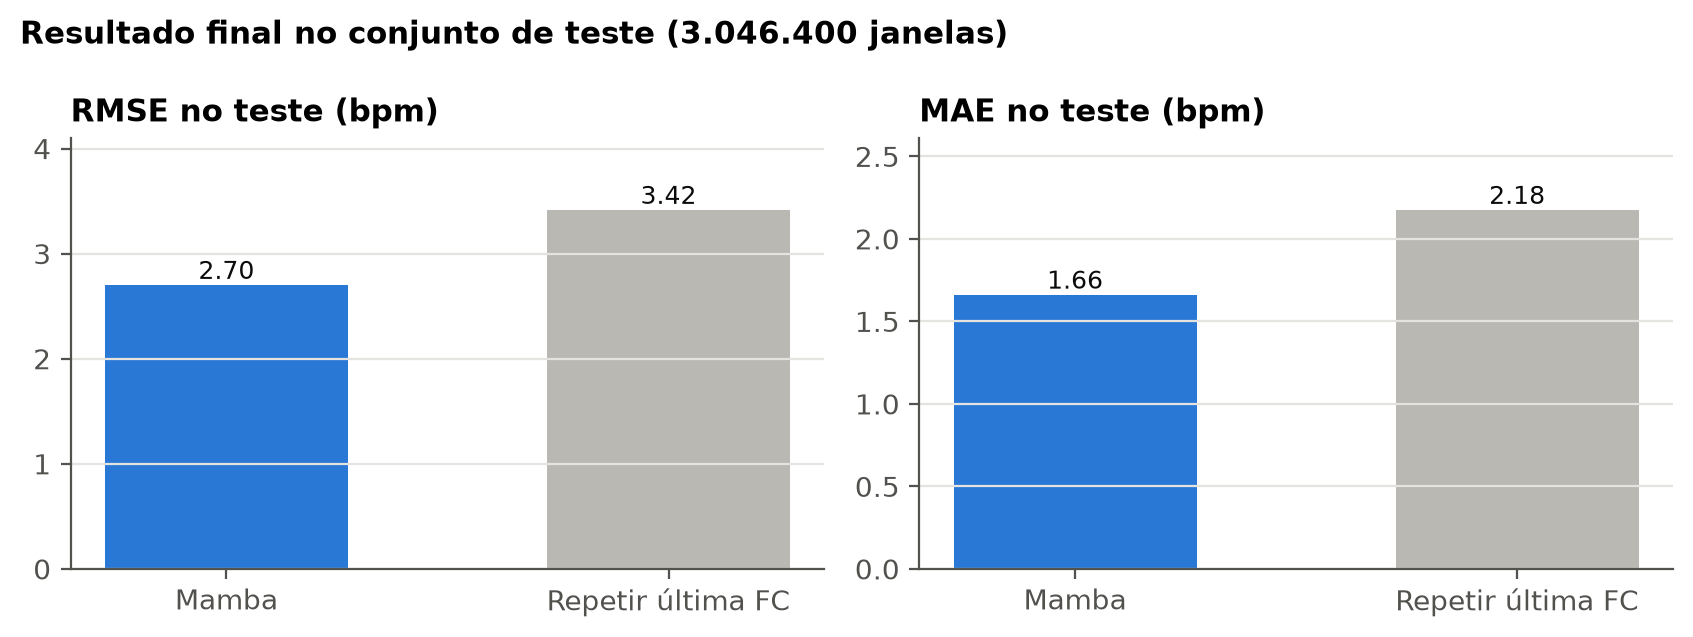 Resultado final no conjunto de teste (3.046.400 janelas)
RMSE no teste (bpm)
4
3
2
1
0
3.42
2.70
Mamba
Repetir última FC
MAE no teste (bpm)
2.5
2.0
1.5
1.0
0.5
0.0
2.18
1.66
Mamba
Repetir última FC